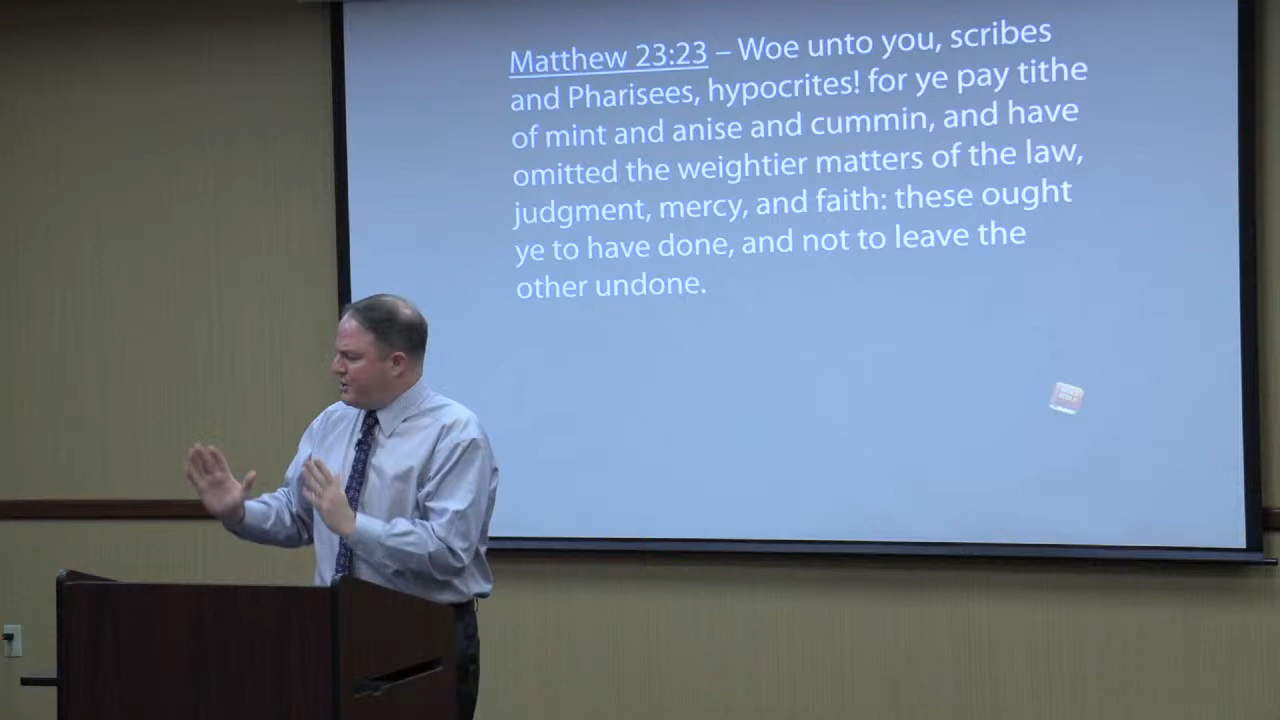 Matthew 23:23 – Woe unto you, scribes
and Pharisees, hypocrites! for ye pay tithe
of mint and anise and cummin, and have
omitted the weightier matters of the law,
judgment, mercy, and faith: these ought
ye to have done, and not to leave the
other undone.